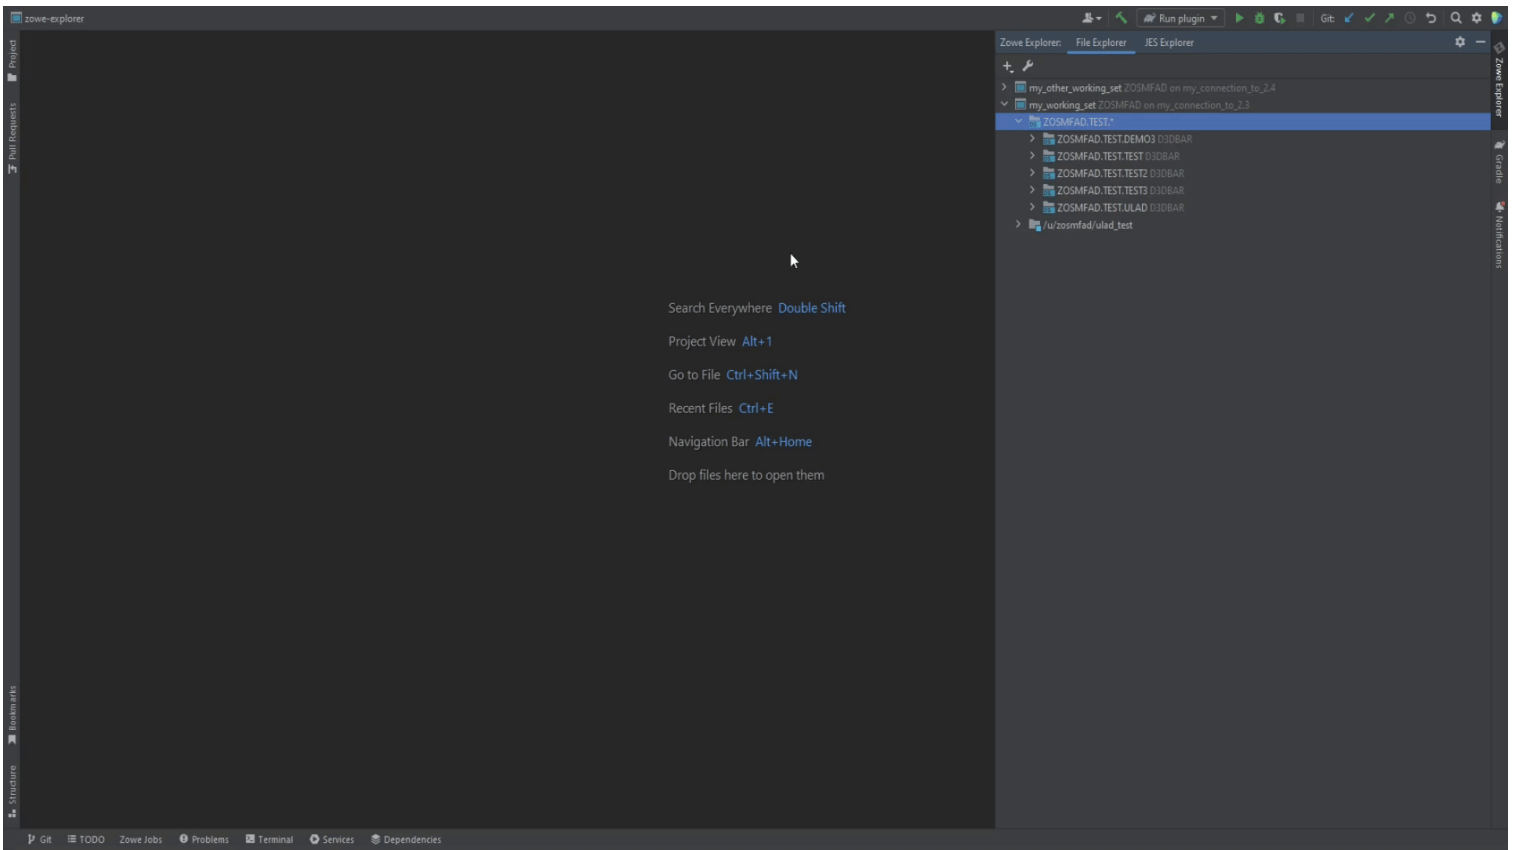 zowe-explorer
Run plugin
Git:
Project
Pull Requests
Bookmarks
Structure
Zowe Explorer: File Explorer JES Explorer
my_other_working_set ZOSMFAD on my_connection_to_2.4
my_working_set ZOSMFAD on my_connection_to_2.3
ZOSMFAD.TEST.*
ZOSMFAD.TEST.DEMO3 D3DBAR
ZOSMFAD.TEST.TEST D3DBAR
ZOSMFAD.TEST.TEST2 D3DBAR
ZOSMFAD.TEST.TEST3 D3DBAR
ZOSMFAD.TEST.ULAD D3DBAR
/u/zosmfad/ulad_test
Zowe Explorer
Gradle
Notifications
Search Everywhere Double Shift
Project View Alt+1
Go to File Ctrl+Shift+N
Recent Files Ctrl+E
Navigation Bar Alt+Home
Drop files here to open them
Git TODO Zowe Jobs Problems Terminal Services Dependencies